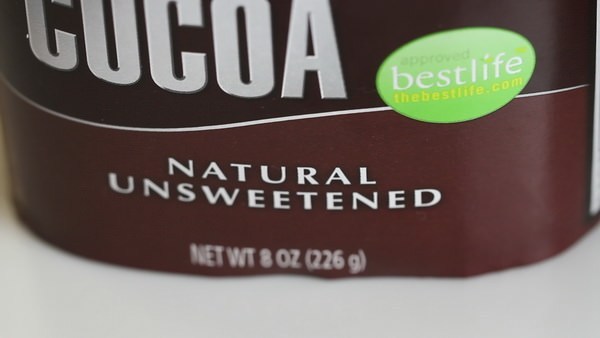 COCOA
approved
bestlife
thebestlife.com
NATURAL
UNSWEETENED
NET WT 8 OZ (226 g)